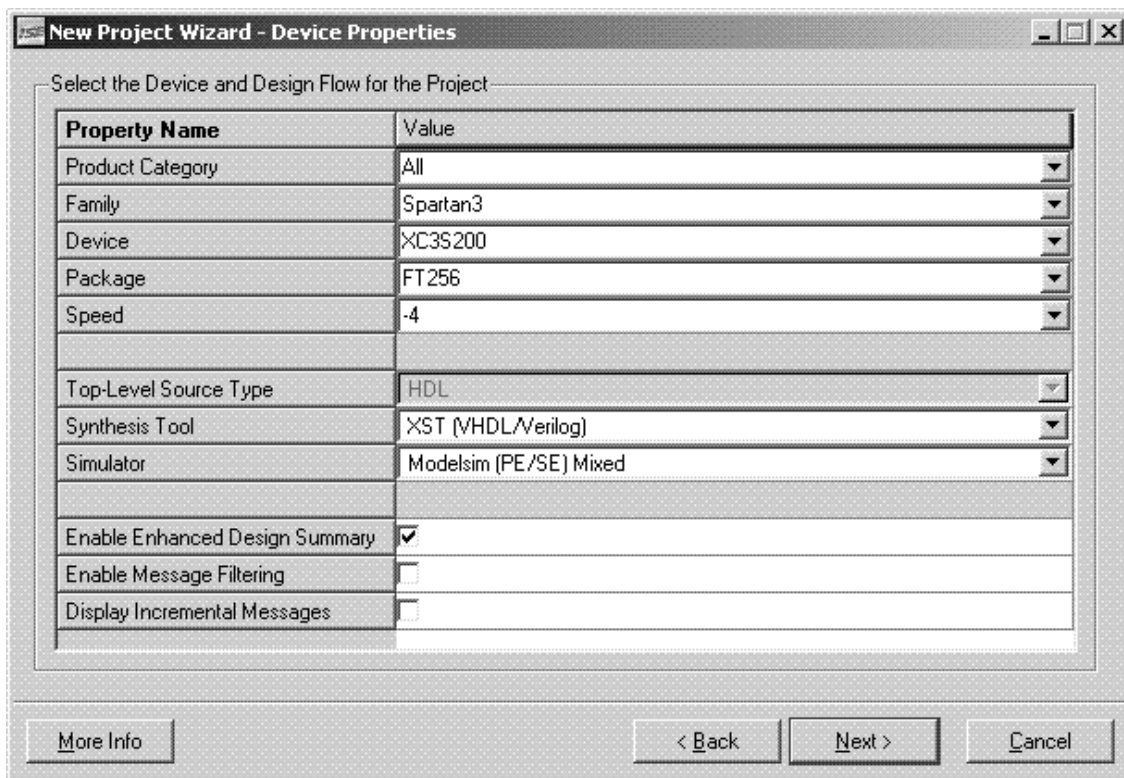 ISE New Project Wizard - Device Properties
Select the Device and Design Flow for the Project
Property Name Value
Product Category All
Family Spartan3
Device XC3S200
Package FT256
Speed -4
Top-Level Source Type HDL
Synthesis Tool XST (VHDL/Verilog)
Simulator Modelsim (PE/SE) Mixed
Enable Enhanced Design Summary
Enable Message Filtering
Display Incremental Messages
More Info < Back Next > Cancel